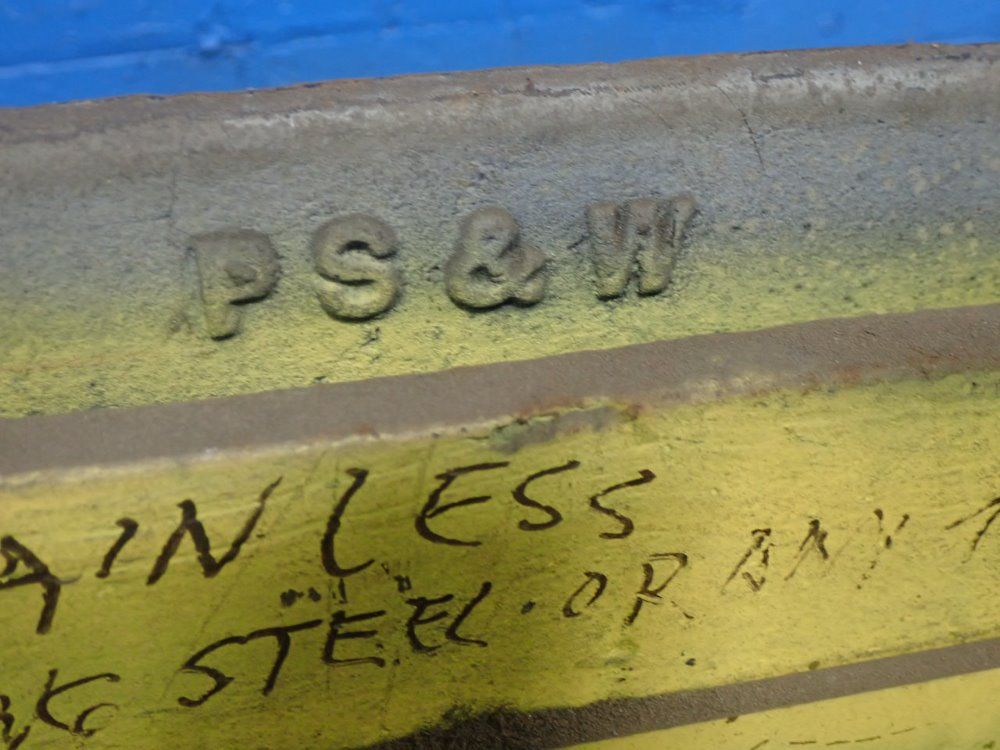 PS&W
AINLESS
STEEL. OR ANY